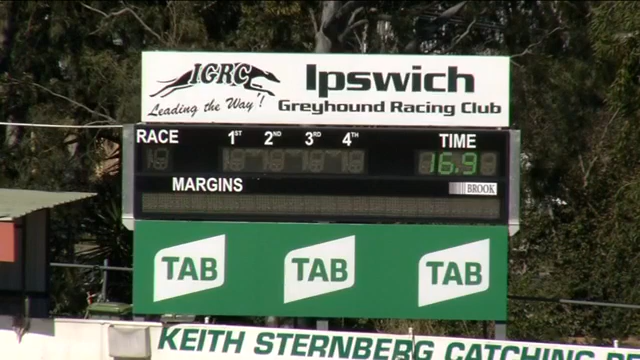 IGRC Ipswich
Leading the Way! Greyhound Racing Club
RACE 1ST 2ND 3RD 4TH TIME
16.9
MARGINS BROOK
TAB TAB TAB
KEITH STERNBERG CATCHING